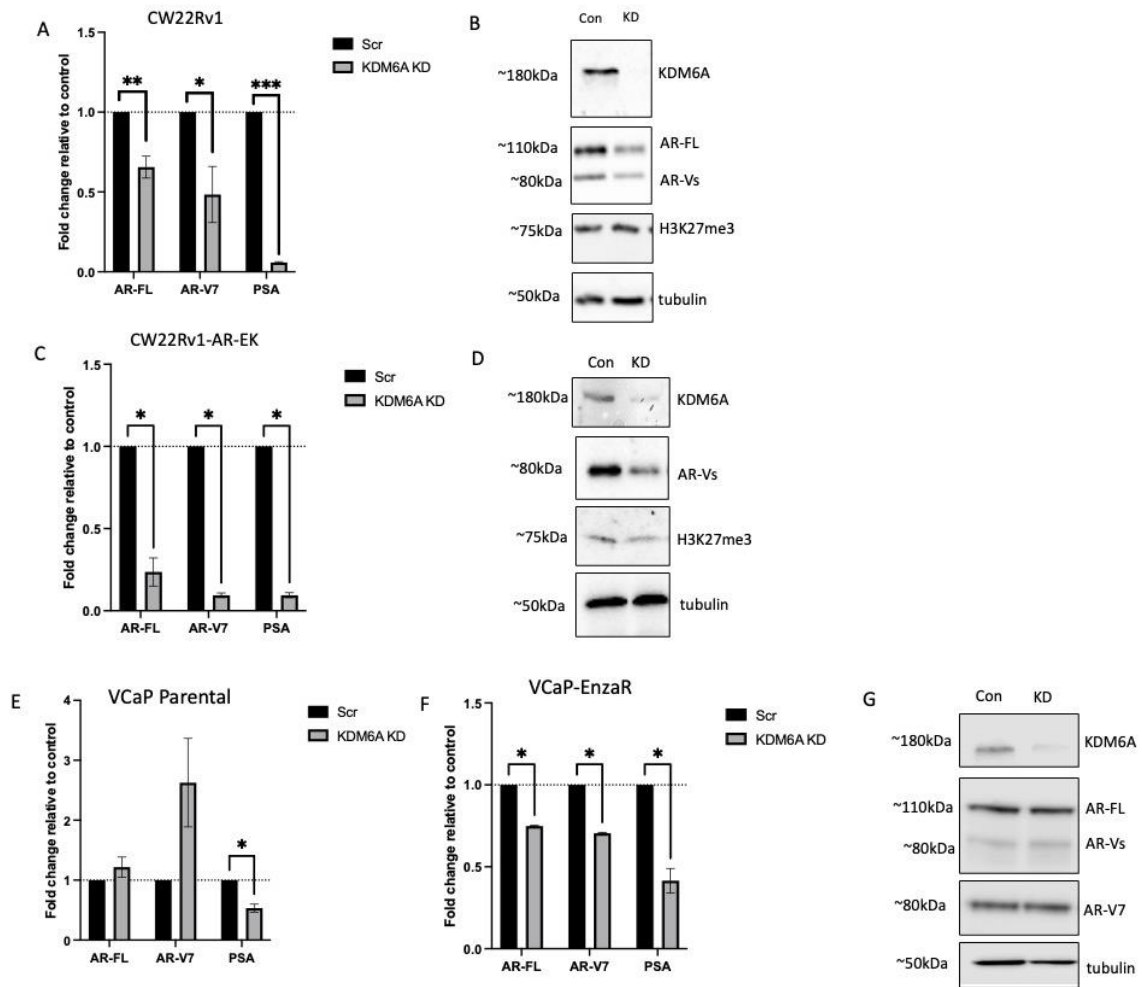 A
CW22Rv1
Fold change relative to control
1.5
1.0
0.5
0.0
**
*
***
AR-FL
AR-V7
PSA
Scr
KDM6A KD
B
Con
KD
~180kDa
KDM6A
~110kDa
AR-FL
~80kDa
AR-Vs
~75kDa
H3K27me3
~50kDa
tubulin
C
CW22Rv1-AR-EK
Fold change relative to control
1.5
1.0
0.5
0.0
*
*
*
AR-FL
AR-V7
PSA
Scr
KDM6A KD
D
Con
KD
~180kDa
KDM6A
~80kDa
AR-Vs
~75kDa
H3K27me3
~50kDa
tubulin
E
VCaP Parental
Fold change relative to control
4
3
2
1
0
*
AR-FL
AR-V7
PSA
Scr
KDM6A KD
F
VCaP-EnzaR
Fold change relative to control
1.5
1.0
0.5
0.0
*
*
*
AR-FL
AR-V7
PSA
Scr
KDM6A KD
G
Con
KD
~180kDa
KDM6A
~110kDa
AR-FL
~80kDa
AR-Vs
~80kDa
AR-V7
~50kDa
tubulin